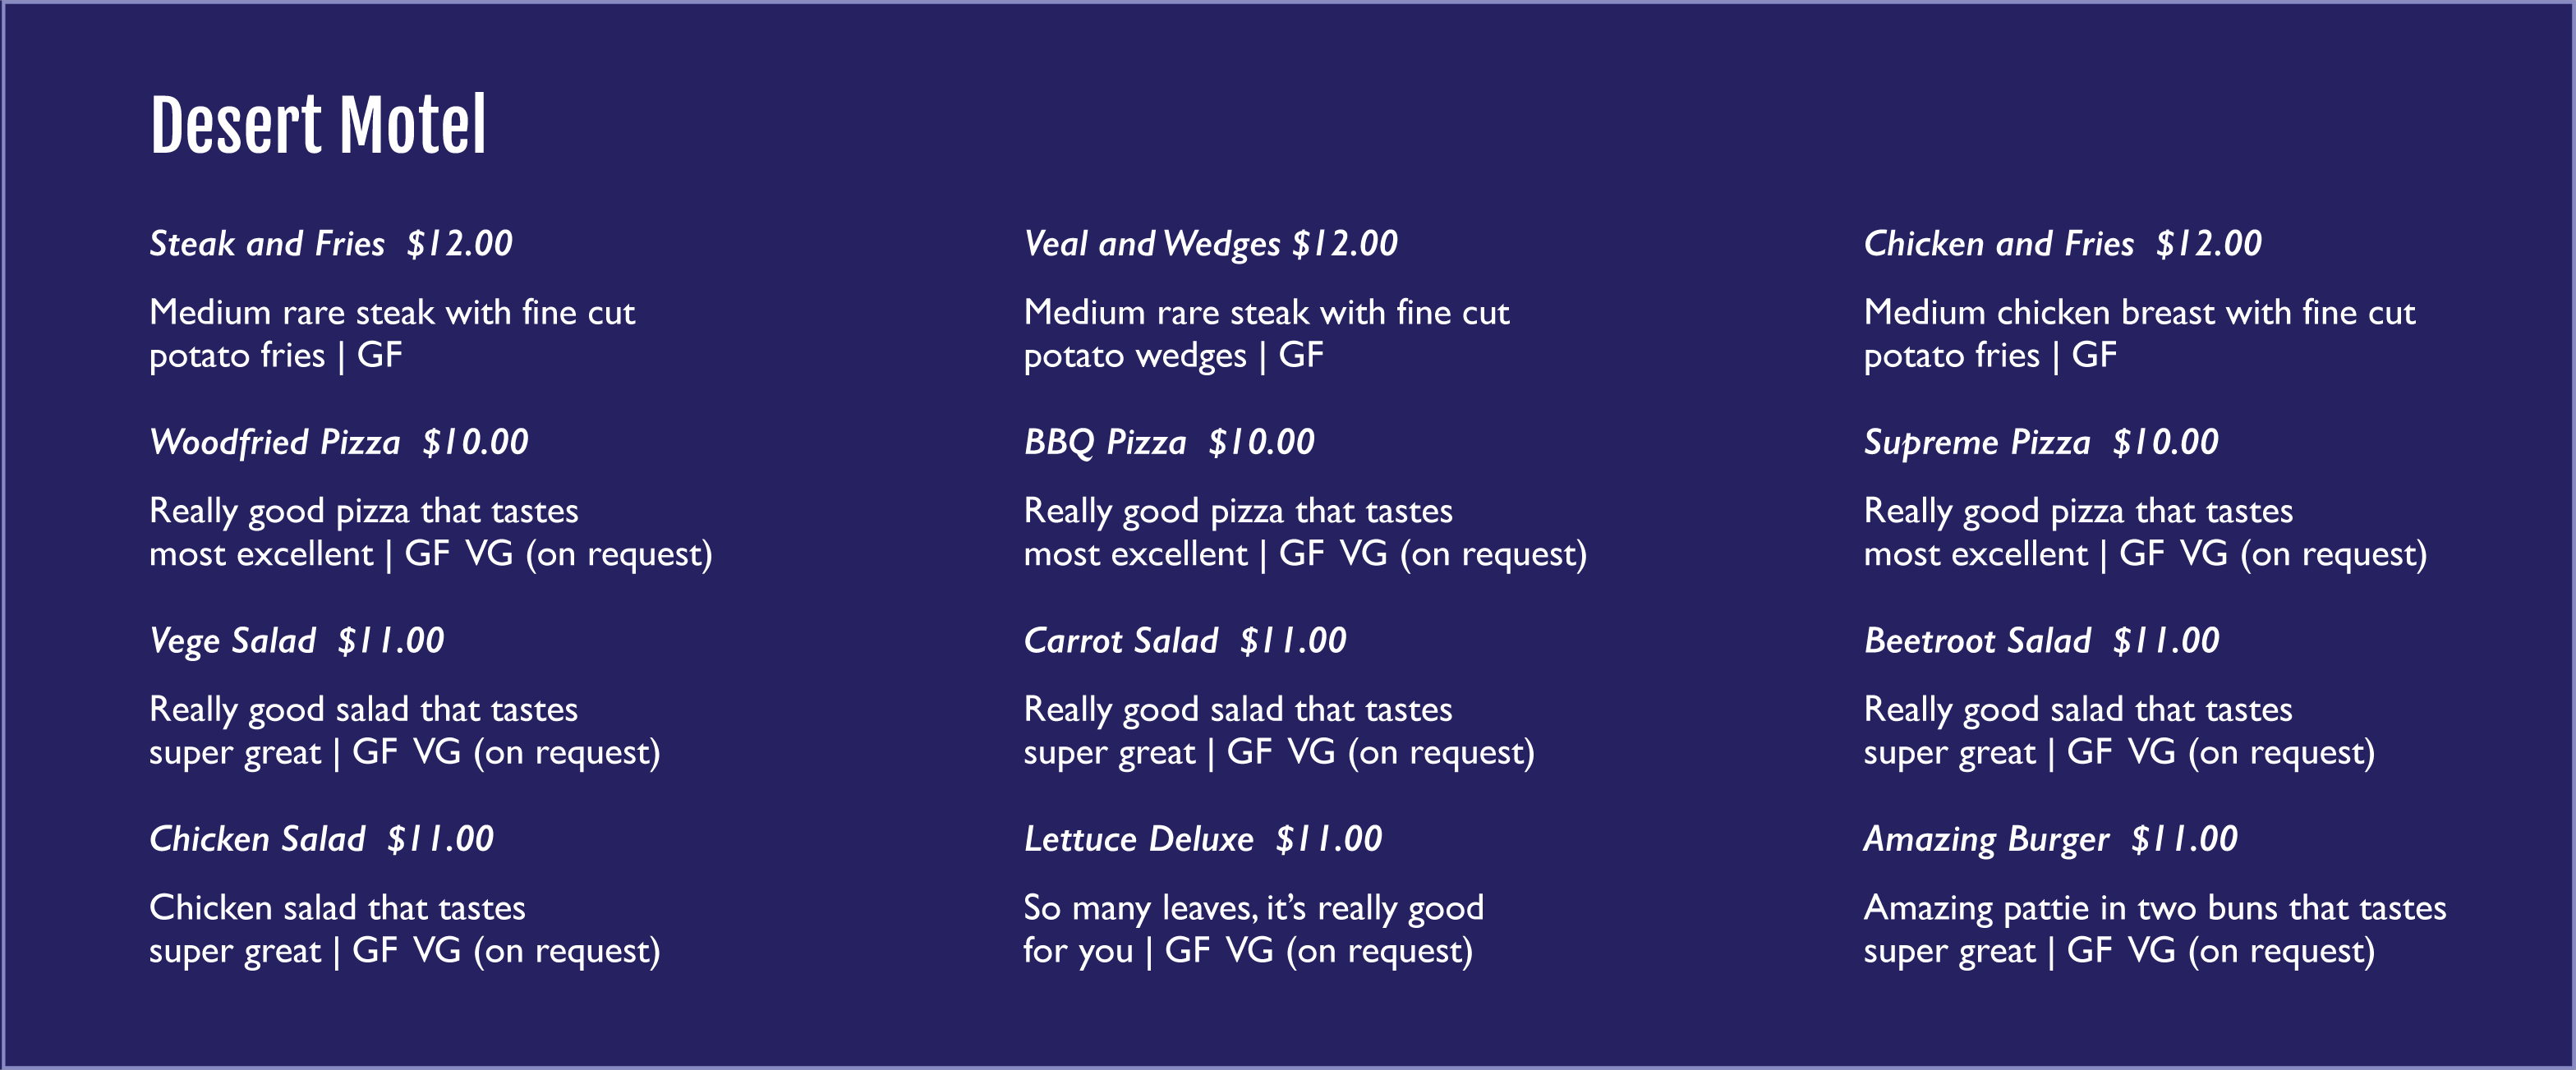 Desert Motel
Steak and Fries $12.00
Medium rare steak with fine cut
potato fries | GF
Veal and Wedges $12.00
Medium rare steak with fine cut
potato wedges | GF
Chicken and Fries $12.00
Medium chicken breast with fine cut
potato fries | GF
Woodfried Pizza $10.00
Really good pizza that tastes
most excellent | GF VG (on request)
BBQ Pizza $10.00
Really good pizza that tastes
most excellent | GF VG (on request)
Supreme Pizza $10.00
Really good pizza that tastes
most excellent | GF VG (on request)
Vege Salad $11.00
Really good salad that tastes
super great | GF VG (on request)
Carrot Salad $11.00
Really good salad that tastes
super great | GF VG (on request)
Beetroot Salad $11.00
Really good salad that tastes
super great | GF VG (on request)
Chicken Salad $11.00
Chicken salad that tastes
super great | GF VG (on request)
Lettuce Deluxe $11.00
So many leaves, it’s really good
for you | GF VG (on request)
Amazing Burger $11.00
Amazing pattie in two buns that tastes
super great | GF VG (on request)